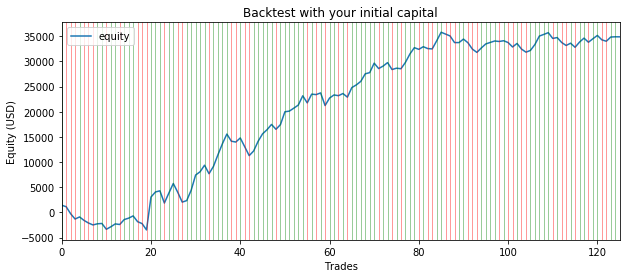 Backtest with your initial capital
equity
Equity (USD)
35000
30000
25000
20000
15000
10000
5000
0
−5000
0 20 40 60 80 100 120
Trades